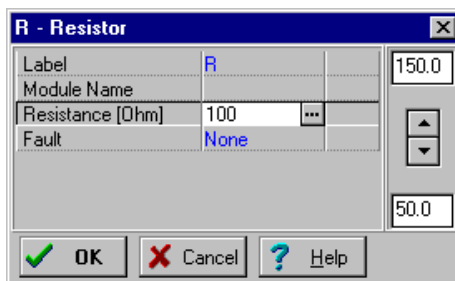 R - Resistor
Label R
Module Name
Resistance [Ohm] 100 ...
Fault None
150.0
50.0
OK Cancel ? Help